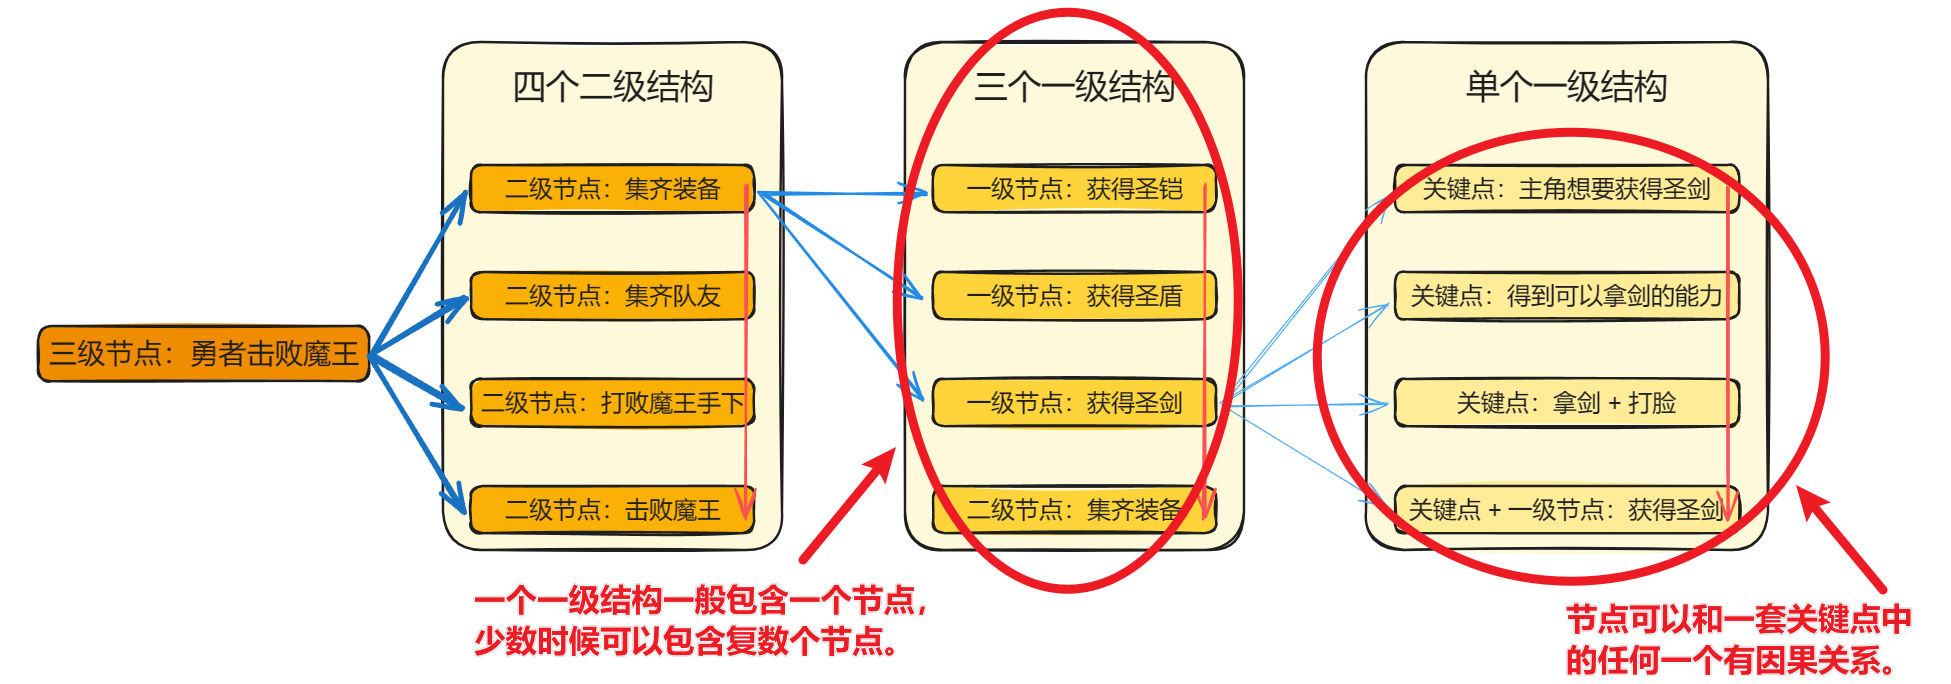 三级节点：勇者击败魔王
四个二级结构
二级节点：集齐装备
二级节点：集齐队友
二级节点：打败魔王手下
二级节点：击败魔王
三个一级结构
一级节点：获得圣铠
一级节点：获得圣盾
一级节点：获得圣剑
二级节点：集齐装备
单个一级结构
关键点：主角想要获得圣剑
关键点：得到可以拿剑的能力
关键点：拿剑 + 打脸
关键点 + 一级节点：获得圣剑
一个一级结构一般包含一个节点，
少数时候可以包含复数个节点。
节点可以和一套关键点中
的任何一个有因果关系。